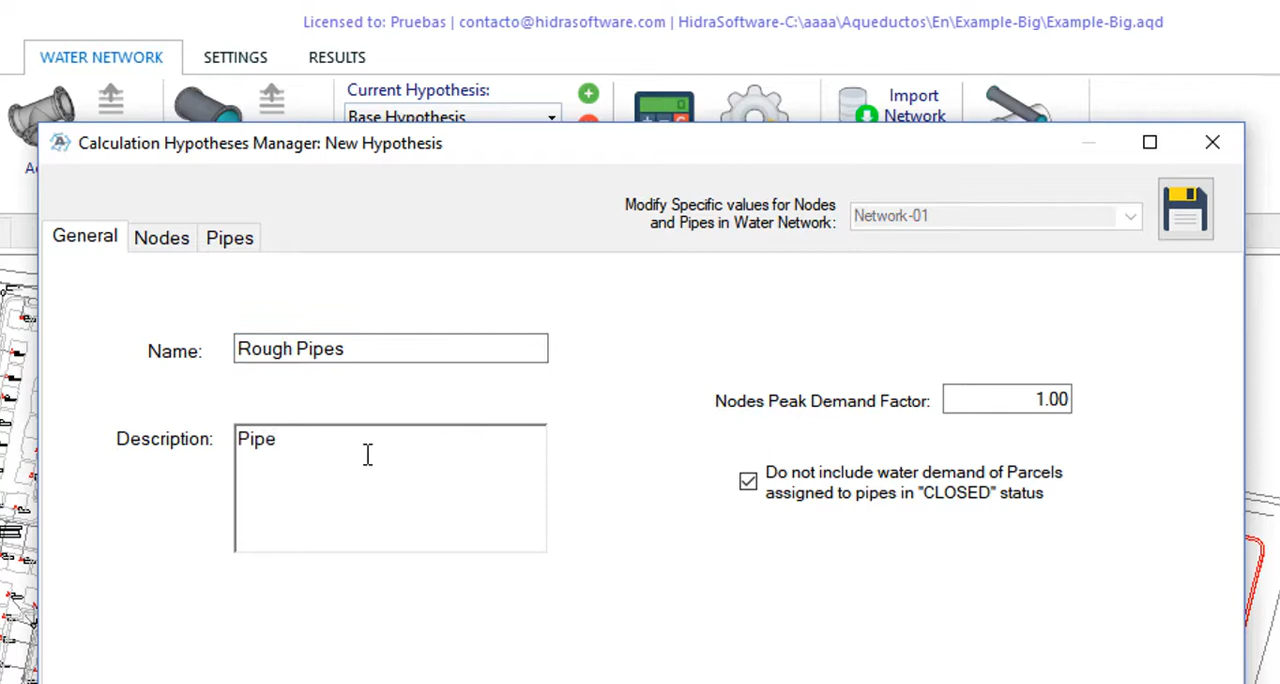 Licensed to: Pruebas | contacto@hidrasoftware.com | HidraSoftware-C:\aaaa\Aqueductos\En\Example-Big\Example-Big.aqd
WATER NETWORK SETTINGS RESULTS
Current Hypothesis:
Base Hypothesis
Import
Network
Calculation Hypotheses Manager: New Hypothesis
Modify Specific values for Nodes
and Pipes in Water Network:
Network-01
General Nodes Pipes
Name: Rough Pipes
Nodes Peak Demand Factor: 1.00
Description: Pipe
Do not include water demand of Parcels
assigned to pipes in "CLOSED" status